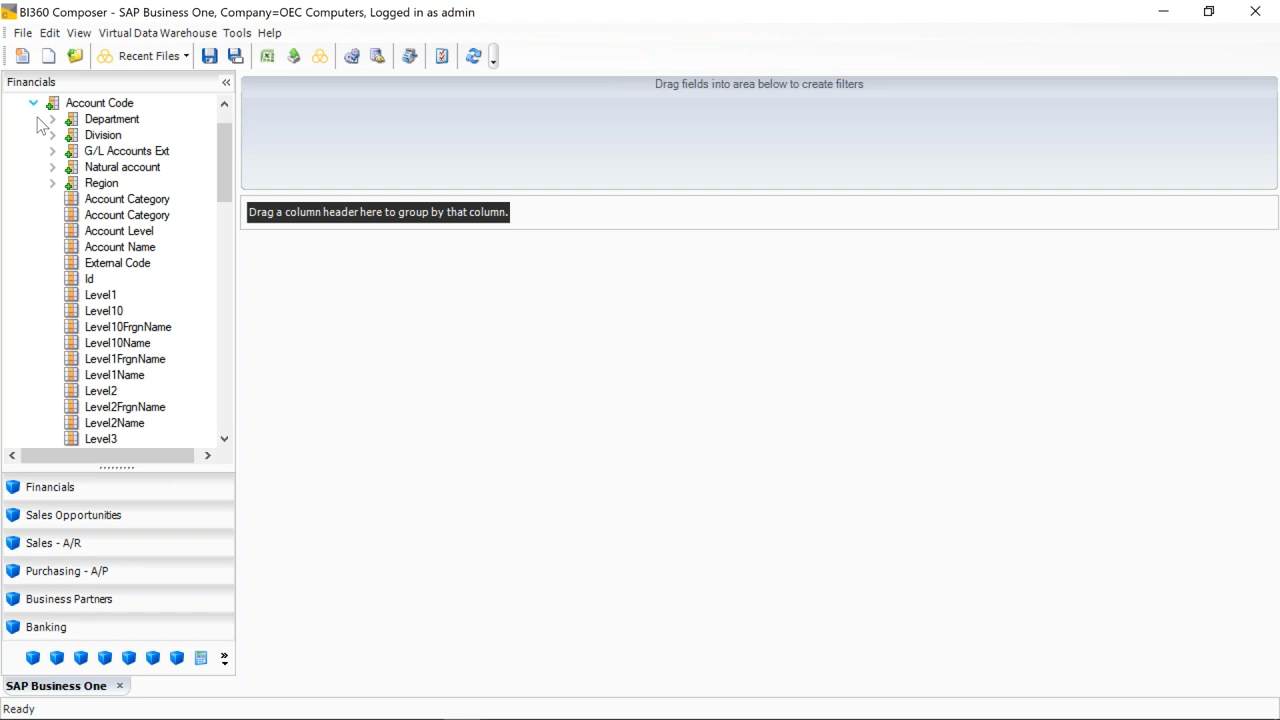 BI360 Composer - SAP Business One, Company=OEC Computers, Logged in as admin
File Edit View Virtual Data Warehouse Tools Help
Recent Files
Financials
Account Code
Department
Division
G/L Accounts Ext
Natural account
Region
Account Category
Account Category
Account Level
Account Name
External Code
Id
Level1
Level10
Level10FrgnName
Level10Name
Level1FrgnName
Level1Name
Level2
Level2FrgnName
Level2Name
Level3
Financials
Sales Opportunities
Sales - A/R
Purchasing - A/P
Business Partners
Banking
SAP Business One
Drag fields into area below to create filters
Drag a column header here to group by that column.
Ready